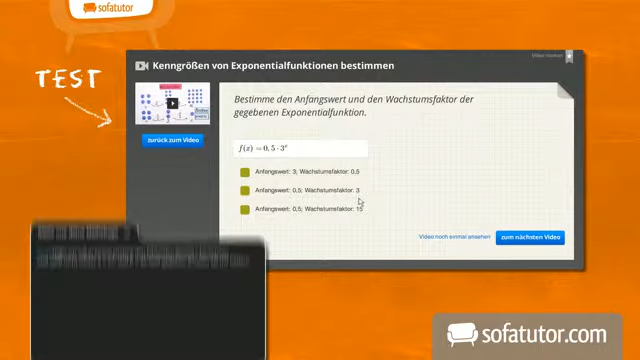 sofatutor
TEST
Kenngrößen von Exponentialfunktionen bestimmen
Video merken
zurück zum Video
Bestimme den Anfangswert und den Wachstumsfaktor der
gegebenen Exponentialfunktion.
f(x) = 0, 5 · 3ˣ
Anfangswert: 3; Wachstumsfaktor: 0,5
Anfangswert: 0,5; Wachstumsfaktor: 3
Anfangswert: 0,5; Wachstumsfaktor: 15
Video noch einmal ansehen
zum nächsten Video
sofatutor.com